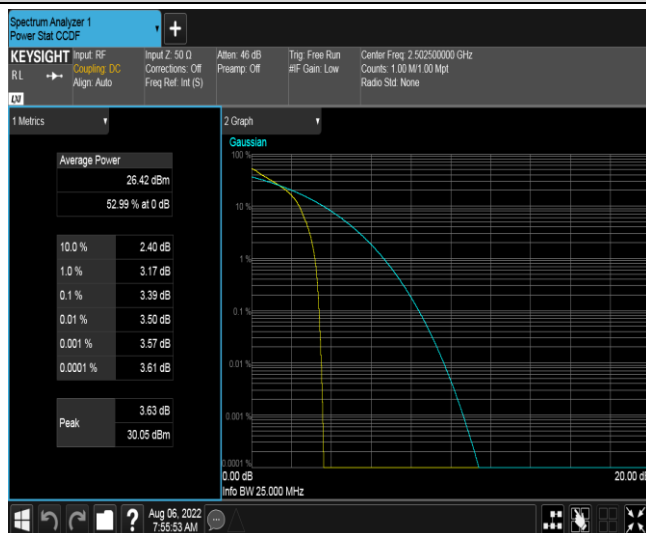 Spectrum Analyzer 1
Power Stat CCDF
+
KEYSIGHT Input: RF Input Z: 50 Ω Atten: 46 dB Trig: Free Run Center Freq: 2.502500000 GHz
RL Coupling: DC Corrections: Off Preamp: Off #IF Gain: Low Counts: 1.00 M/1.00 Mpt
Align: Auto Freq Ref: Int (S) Radio Std: None
LXI
1 Metrics 2 Graph
Gaussian
Average Power
26.42 dBm
52.99 % at 0 dB
10.0 % 2.40 dB
1.0 % 3.17 dB
0.1 % 3.39 dB
0.01 % 3.50 dB
0.001 % 3.57 dB
0.0001 % 3.61 dB
Peak 3.63 dB
30.05 dBm
100 %
10 %
1 %
0.1 %
0.01 %
0.001 %
0.0001 %
0.00 dB 20.00 dB
Info BW 25.000 MHz
? Aug 06, 2022
7:55:53 AM